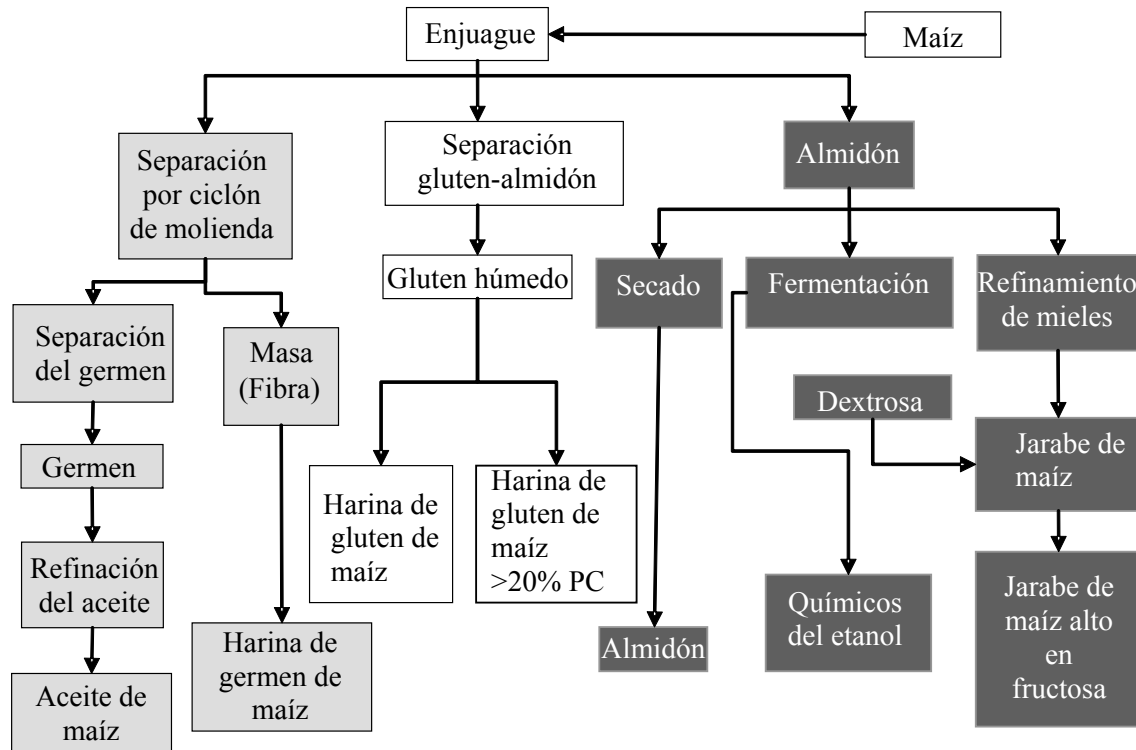 Enjuague
Maíz
Separación
por ciclón
de molienda
Separación
gluten-almidón
Almidón
Gluten húmedo
Secado
Fermentación
Refinamiento
de mieles
Separación
del germen
Masa
(Fibra)
Dextrosa
Jarabe de
maíz
Germen
Harina de
gluten de
maíz
Harina de
gluten de
maíz
>20% PC
Refinación
del aceite
Químicos
del etanol
Jarabe de
maíz alto
en
fructosa
Almidón
Harina de
germen de
maíz
Aceite de
maíz